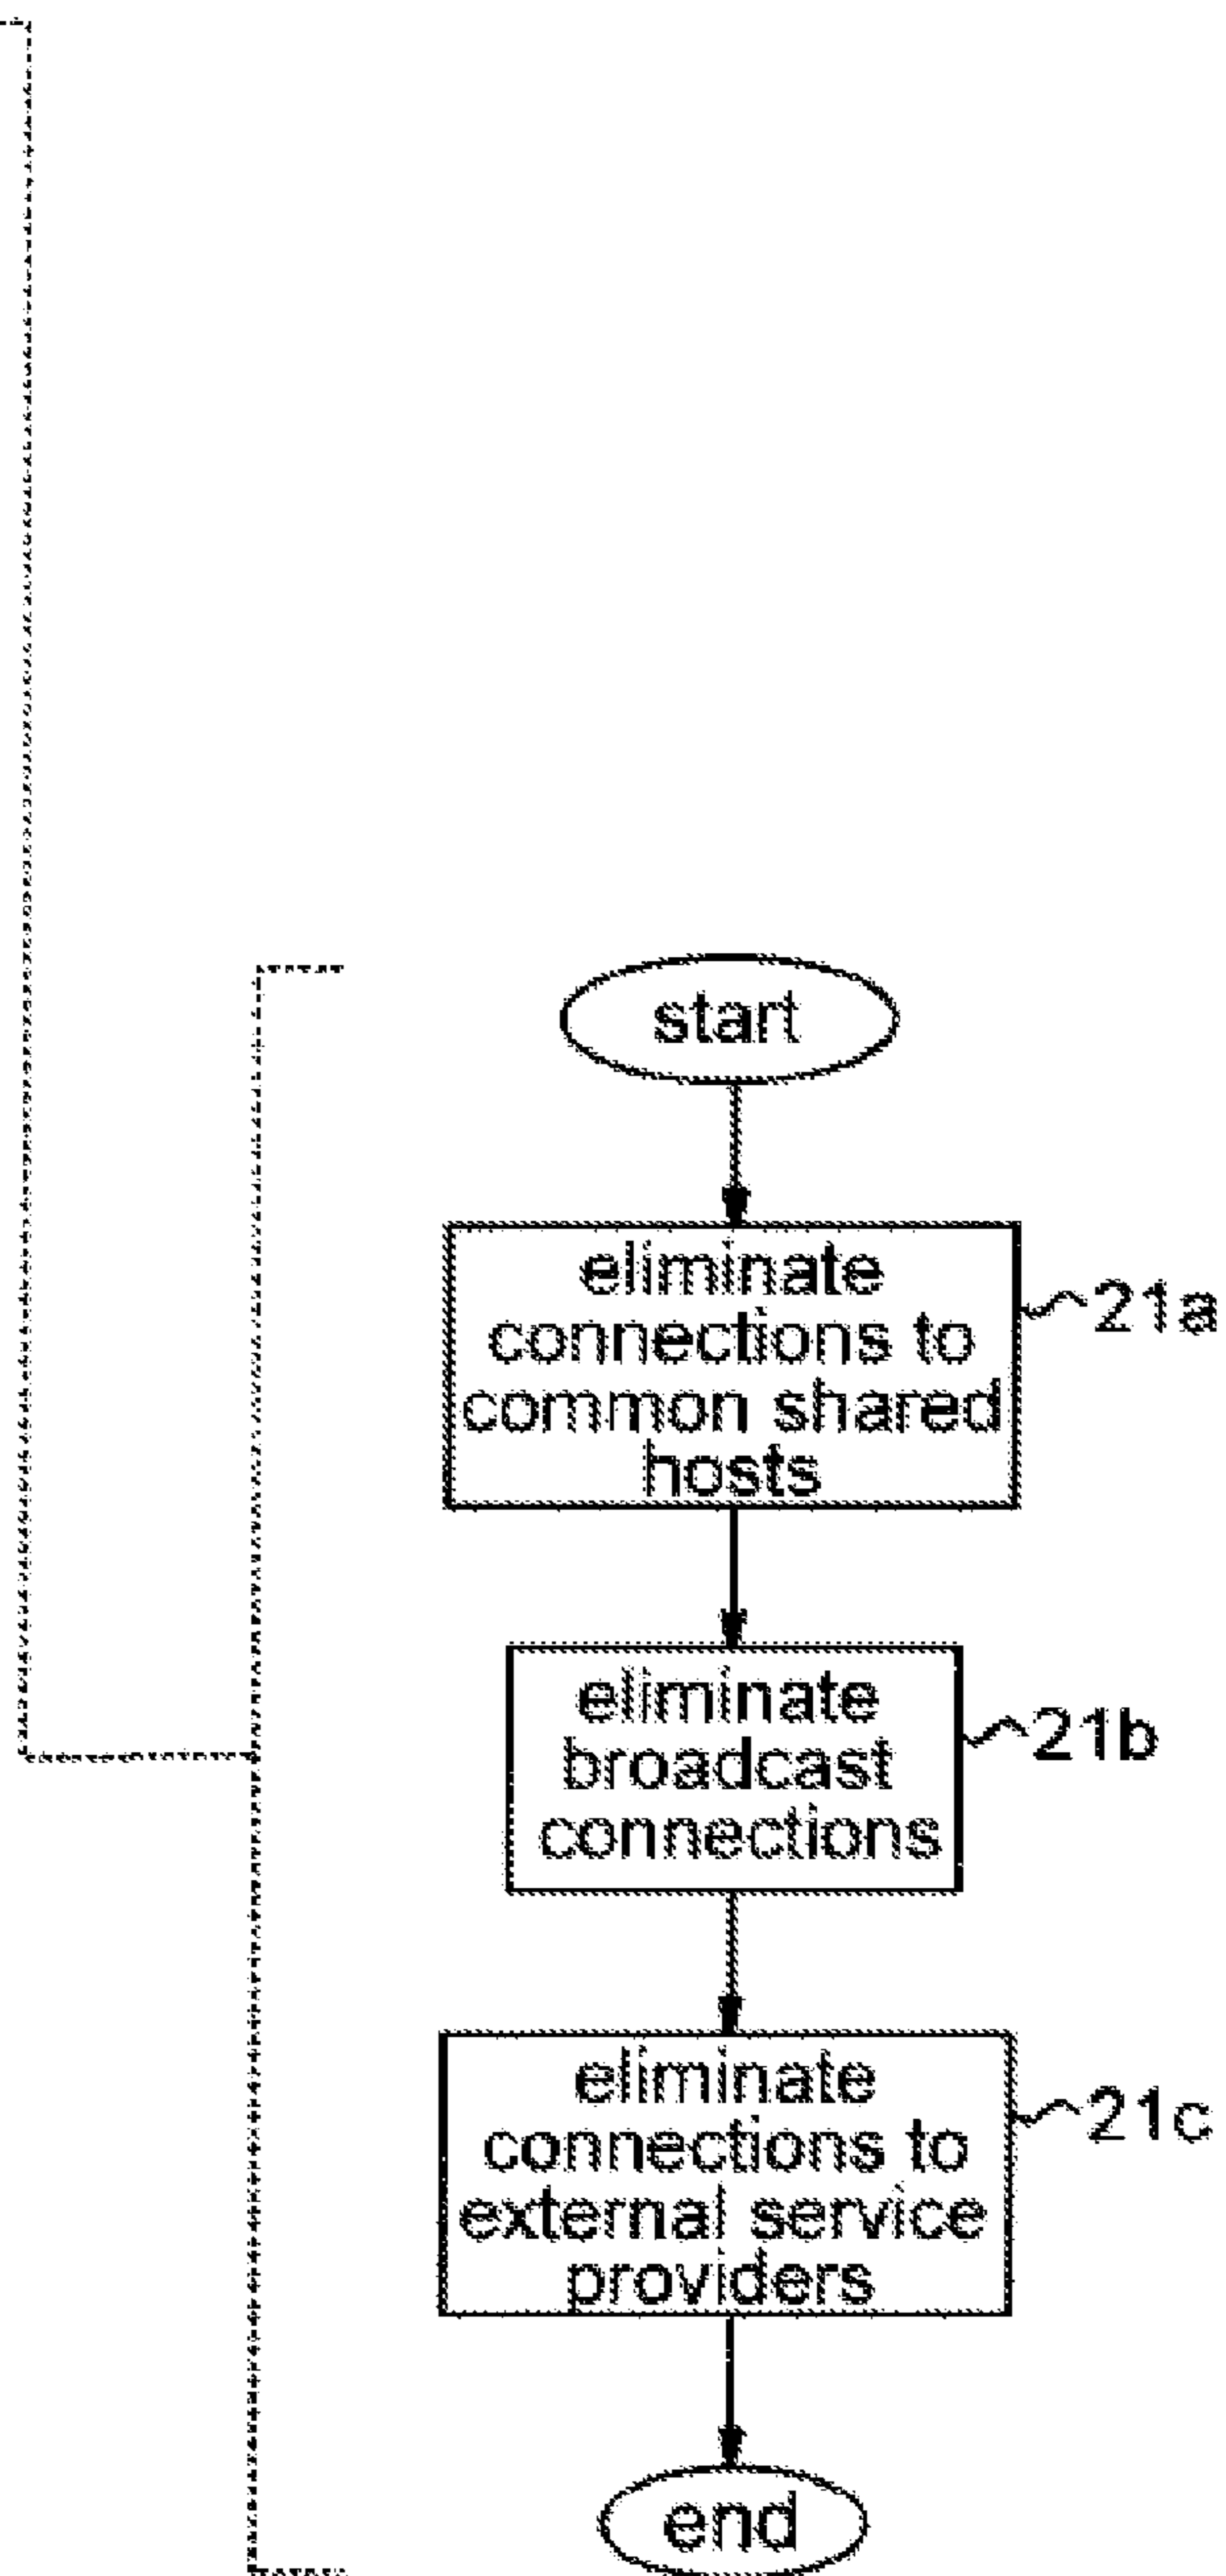 start
eliminate
connections to
common shared
hosts
21a
eliminate
broadcast
connections
21b
eliminate
connections to
external service
providers
21c
end